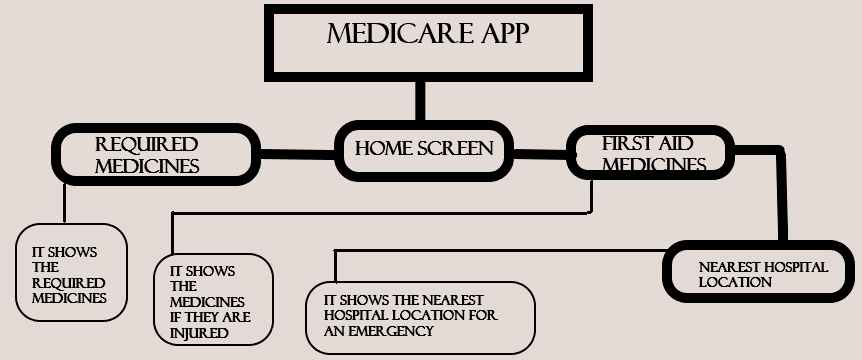 MEDICARE APP
REQUIRED
MEDICINES
HOME SCREEN
FIRST AID
MEDICINES
IT SHOWS
THE
REQUIRED
MEDICINES
IT SHOWS
THE
MEDICINES
IF THEY ARE
INJURED
IT SHOWS THE NEAREST
HOSPITAL LOCATION FOR
AN EMERGENCY
NEAREST HOSPITAL
LOCATION